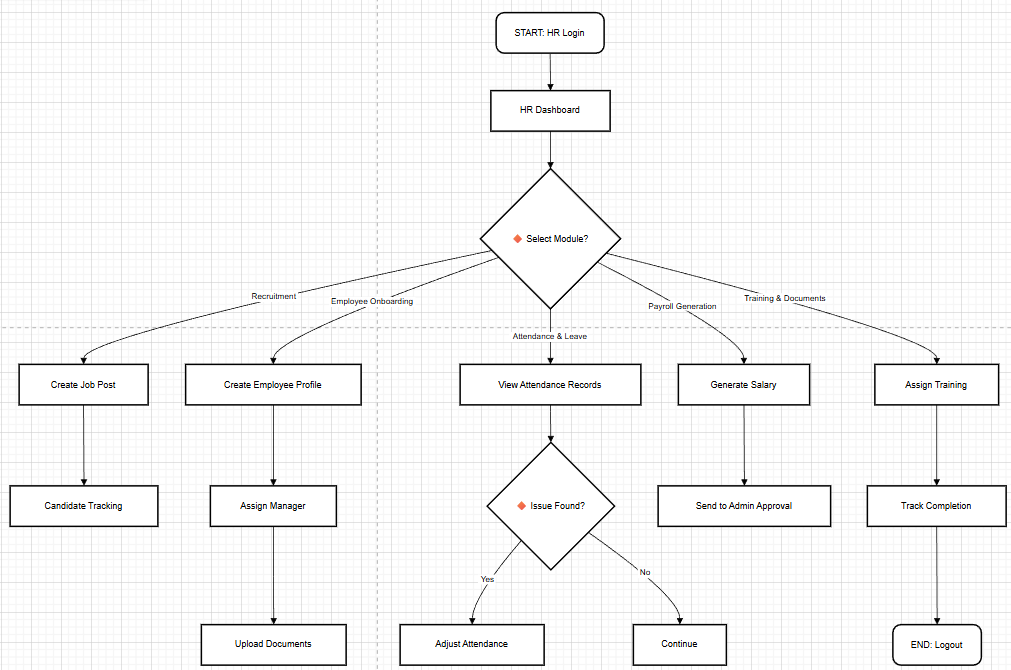 START: HR Login
HR Dashboard
Select Module?
Recruitment
Employee Onboarding
Attendance & Leave
Payroll Generation
Training & Documents
Create Job Post
Create Employee Profile
View Attendance Records
Generate Salary
Assign Training
Candidate Tracking
Assign Manager
Issue Found?
Send to Admin Approval
Track Completion
Yes
No
Upload Documents
Adjust Attendance
Continue
END: Logout